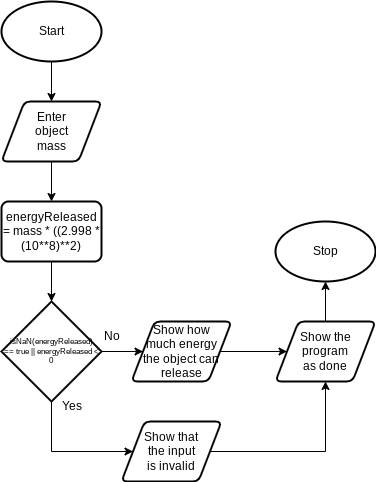 Start
Enter
object
mass
energyReleased
= mass * ((2.998 *
(10**8)**2)
isNaN(energyReleased)
== true || energyReleased <
0
No
Yes
Show how
much energy
the object can
release
Show that
the input
is invalid
Show the
program
as done
Stop